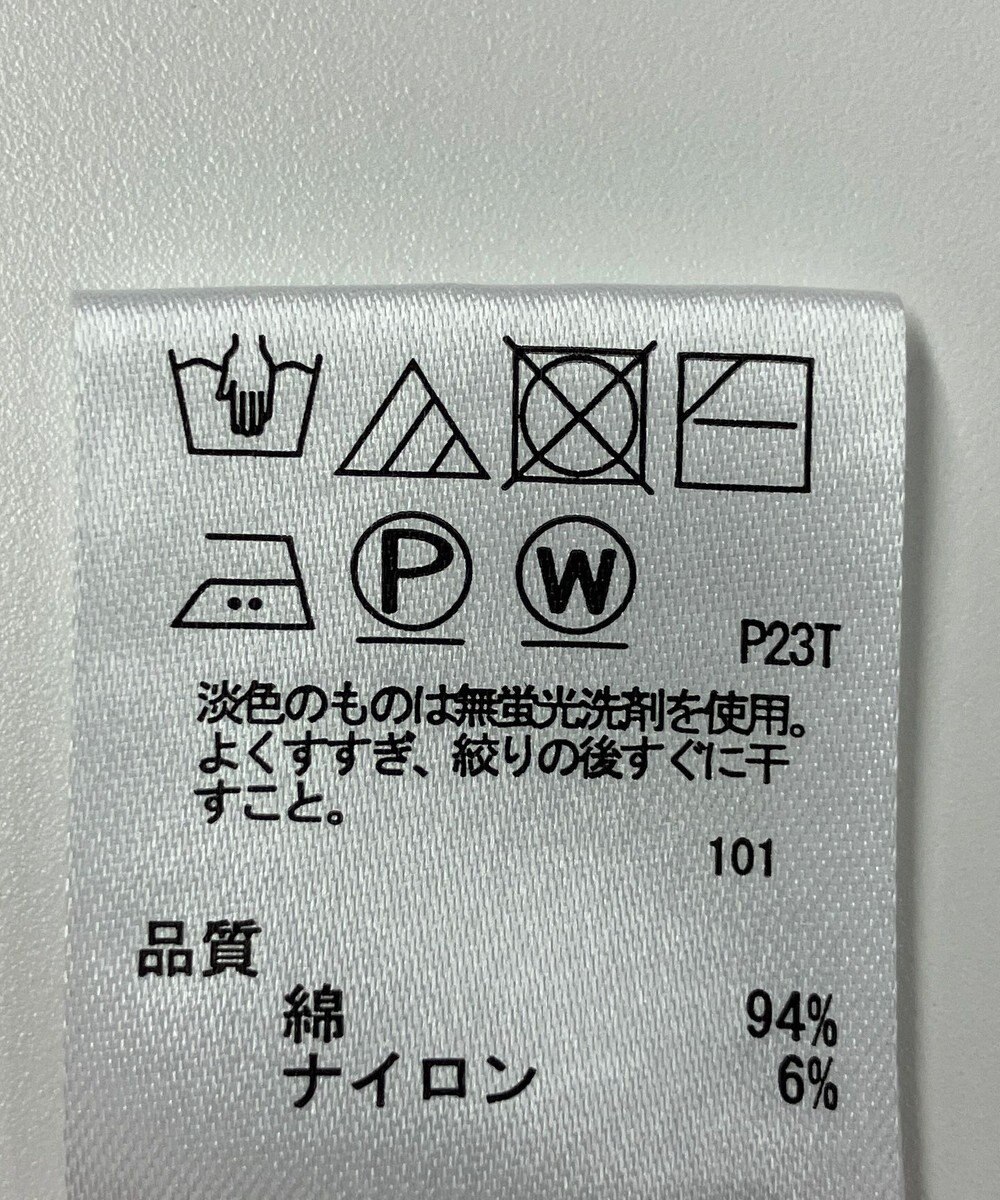 P W
P23T
淡色のものは無蛍光洗剤を使用。
よくすすぎ、絞りの後すぐに干
すこと。
101
品質
綿 94%
ナイロン 6%